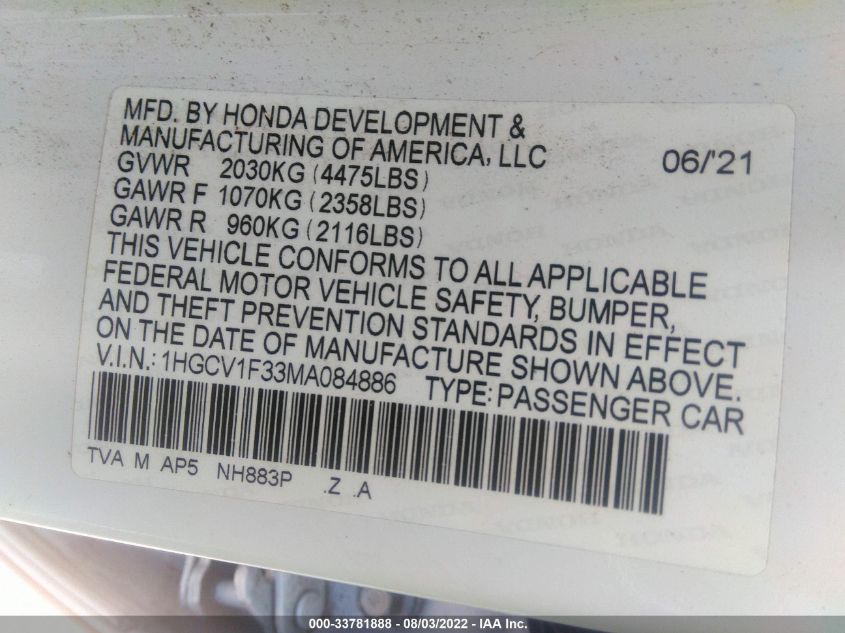 MFD. BY HONDA DEVELOPMENT &
MANUFACTURING OF AMERICA, LLC 06/'21
GVWR 2030KG (4475LBS)
GAWR F 1070KG (2358LBS)
GAWR R 960KG (2116LBS)
THIS VEHICLE CONFORMS TO ALL APPLICABLE
FEDERAL MOTOR VEHICLE SAFETY, BUMPER,
AND THEFT PREVENTION STANDARDS IN EFFECT
ON THE DATE OF MANUFACTURE SHOWN ABOVE.
V.I.N.: 1HGCV1F33MA084886 TYPE: PASSENGER CAR
TVA M AP5 NH883P .Z .A
000-33781888 - 08/03/2022 - IAA Inc.